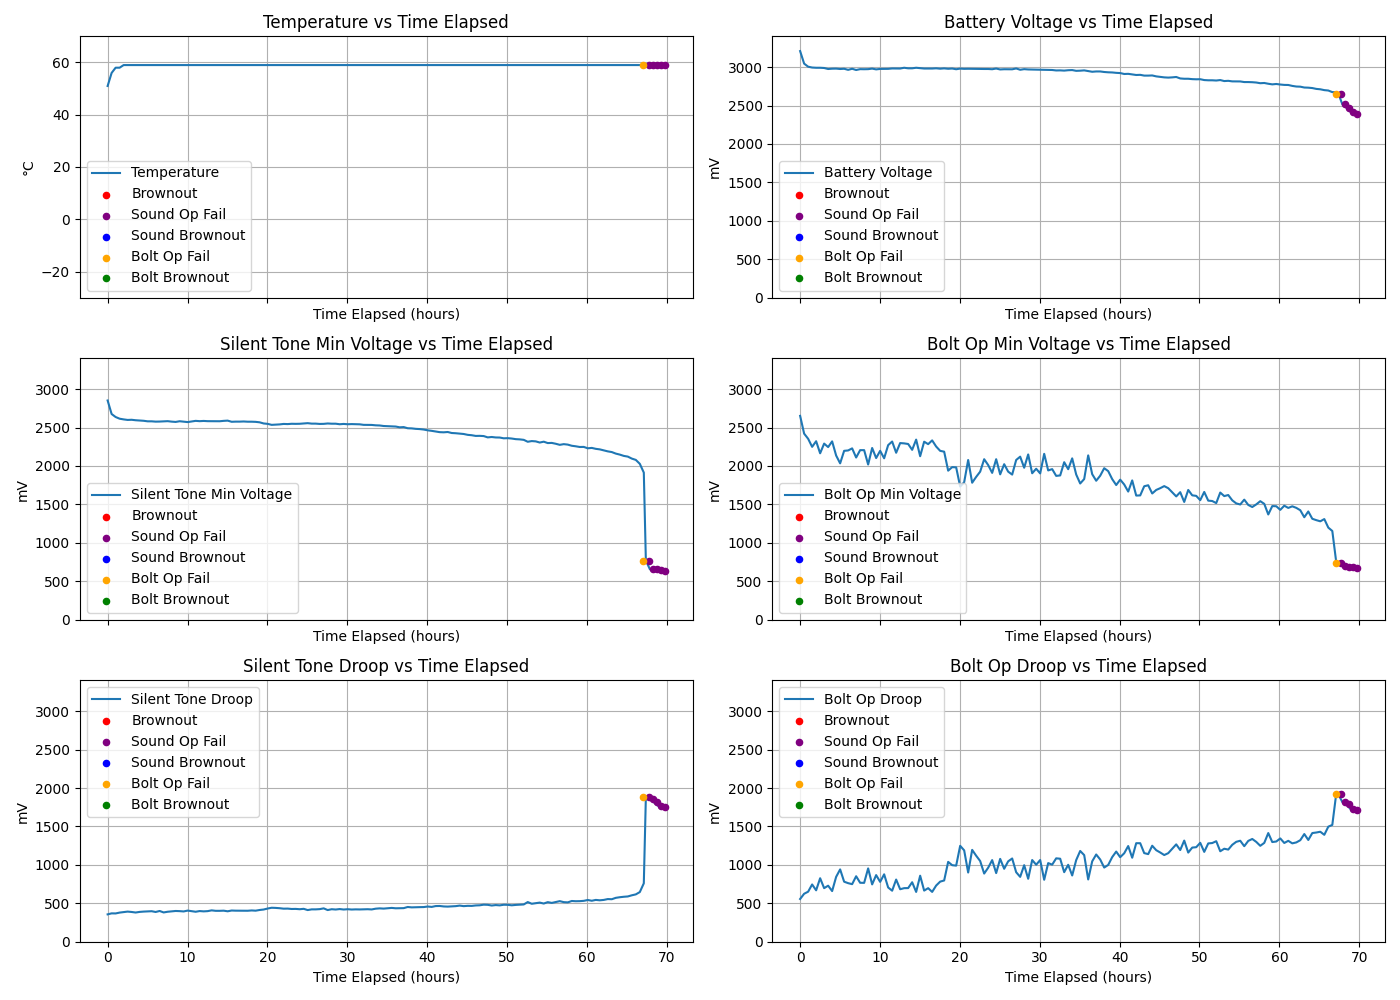 Temperature vs Time Elapsed
60
40
20
0
−20
°C
Temperature
Brownout
Sound Op Fail
Sound Brownout
Bolt Op Fail
Bolt Brownout
Time Elapsed (hours)
Battery Voltage vs Time Elapsed
3000
2500
2000
1500
1000
500
0
mV
Battery Voltage
Brownout
Sound Op Fail
Sound Brownout
Bolt Op Fail
Bolt Brownout
Time Elapsed (hours)
Silent Tone Min Voltage vs Time Elapsed
3000
2500
2000
1500
1000
500
0
mV
Silent Tone Min Voltage
Brownout
Sound Op Fail
Sound Brownout
Bolt Op Fail
Bolt Brownout
Time Elapsed (hours)
Bolt Op Min Voltage vs Time Elapsed
3000
2500
2000
1500
1000
500
0
mV
Bolt Op Min Voltage
Brownout
Sound Op Fail
Sound Brownout
Bolt Op Fail
Bolt Brownout
Time Elapsed (hours)
Silent Tone Droop vs Time Elapsed
3000
2500
2000
1500
1000
500
0
mV
Silent Tone Droop
Brownout
Sound Op Fail
Sound Brownout
Bolt Op Fail
Bolt Brownout
0 10 20 30 40 50 60 70
Time Elapsed (hours)
Bolt Op Droop vs Time Elapsed
3000
2500
2000
1500
1000
500
0
mV
Bolt Op Droop
Brownout
Sound Op Fail
Sound Brownout
Bolt Op Fail
Bolt Brownout
0 10 20 30 40 50 60 70
Time Elapsed (hours)